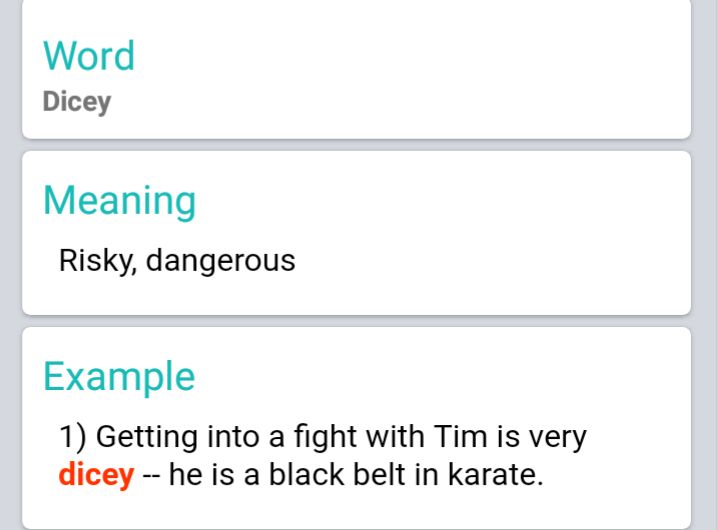 Word
Dicey
Meaning
Risky, dangerous
Example
1) Getting into a fight with Tim is very
dicey -- he is a black belt in karate.